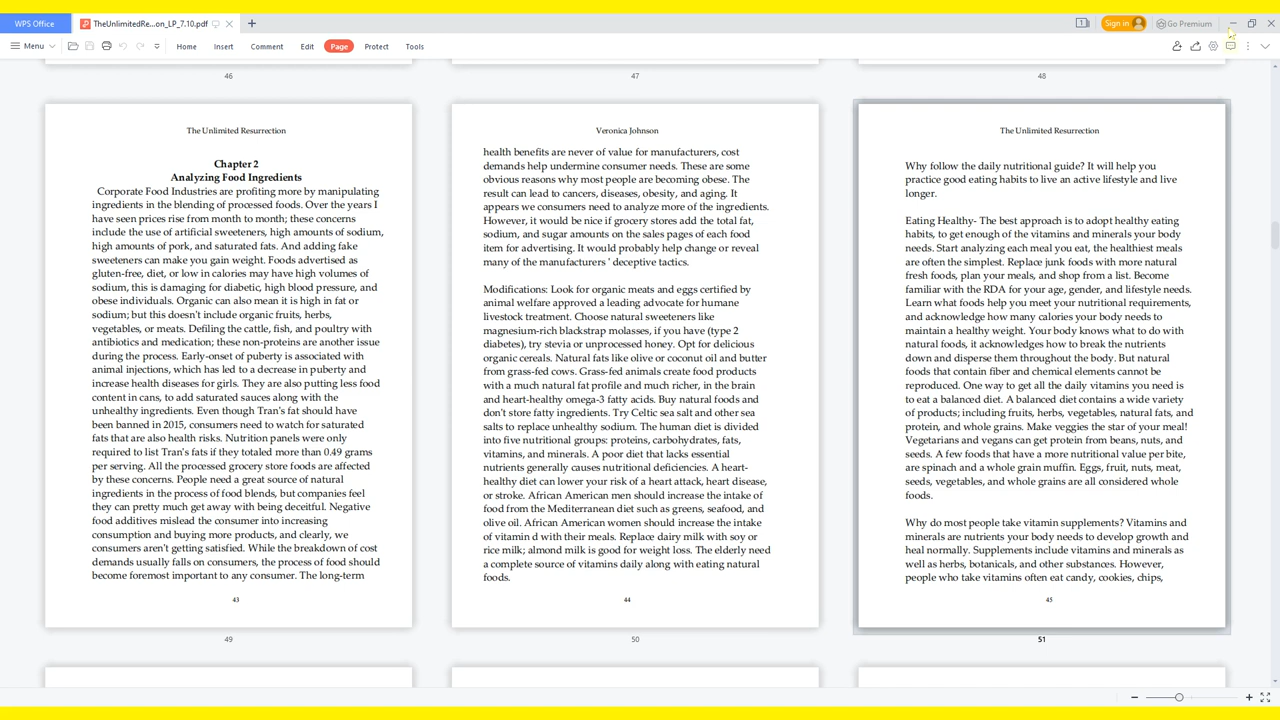 WPS Office
TheUnlimitedRe...on_LP_7.10.pdf
Sign in
Go Premium
Menu
Home
Insert
Comment
Edit
Page
Protect
Tools
46
47
48
The Unlimited Resurrection
Chapter 2
Analyzing Food Ingredients
Corporate Food Industries are profiting more by manipulating
ingredients in the blending of processed foods. Over the years I
have seen prices rise from month to month; these concerns
include the use of artificial sweeteners, high amounts of sodium,
high amounts of pork, and saturated fats. And adding fake
sweeteners can make you gain weight. Foods advertised as
gluten-free, diet, or low in calories may have high volumes of
sodium, this is damaging for diabetic, high blood pressure, and
obese individuals. Organic can also mean it is high in fat or
sodium; but this doesn't include organic fruits, herbs,
vegetables, or meats. Defiling the cattle, fish, and poultry with
antibiotics and medication; these non-proteins are another issue
during the process. Early-onset of puberty is associated with
animal injections, which has led to a decrease in puberty and
increase health diseases for girls. They are also putting less food
content in cans, to add saturated sauces along with the
unhealthy ingredients. Even though Tran's fat should have
been banned in 2015, consumers need to watch for saturated
fats that are also health risks. Nutrition panels were only
required to list Tran's fats if they totaled more than 0.49 grams
per serving. All the processed grocery store foods are affected
by these concerns. People need a great source of natural
ingredients in the process of food blends, but companies feel
they can pretty much get away with being deceitful. Negative
food additives mislead the consumer into increasing
consumption and buying more products, and clearly, we
consumers aren't getting satisfied. While the breakdown of cost
demands usually falls on consumers, the process of food should
become foremost important to any consumer. The long-term
43
49
Veronica Johnson
health benefits are never of value for manufacturers, cost
demands help undermine consumer needs. These are some
obvious reasons why most people are becoming obese. The
result can lead to cancers, diseases, obesity, and aging. It
appears we consumers need to analyze more of the ingredients.
However, it would be nice if grocery stores add the total fat,
sodium, and sugar amounts on the sales pages of each food
item for advertising. It would probably help change or reveal
many of the manufacturers ' deceptive tactics.
Modifications: Look for organic meats and eggs certified by
animal welfare approved a leading advocate for humane
livestock treatment. Choose natural sweeteners like
magnesium-rich blackstrap molasses, if you have (type 2
diabetes), try stevia or unprocessed honey. Opt for delicious
organic cereals. Natural fats like olive or coconut oil and butter
from grass-fed cows. Grass-fed animals create food products
with a much natural fat profile and much richer, in the brain
and heart-healthy omega-3 fatty acids. Buy natural foods and
don't store fatty ingredients. Try Celtic sea salt and other sea
salts to replace unhealthy sodium. The human diet is divided
into five nutritional groups: proteins, carbohydrates, fats,
vitamins, and minerals. A poor diet that lacks essential
nutrients generally causes nutritional deficiencies. A heart-
healthy diet can lower your risk of a heart attack, heart disease,
or stroke. African American men should increase the intake of
food from the Mediterranean diet such as greens, seafood, and
olive oil. African American women should increase the intake
of vitamin d with their meals. Replace dairy milk with soy or
rice milk; almond milk is good for weight loss. The elderly need
a complete source of vitamins daily along with eating natural
foods.
44
50
The Unlimited Resurrection
Why follow the daily nutritional guide? It will help you
practice good eating habits to live an active lifestyle and live
longer.
Eating Healthy- The best approach is to adopt healthy eating
habits, to get enough of the vitamins and minerals your body
needs. Start analyzing each meal you eat, the healthiest meals
are often the simplest. Replace junk foods with more natural
fresh foods, plan your meals, and shop from a list. Become
familiar with the RDA for your age, gender, and lifestyle needs.
Learn what foods help you meet your nutritional requirements,
and acknowledge how many calories your body needs to
maintain a healthy weight. Your body knows what to do with
natural foods, it acknowledges how to break the nutrients
down and disperse them throughout the body. But natural
foods that contain fiber and chemical elements cannot be
reproduced. One way to get all the daily vitamins you need is
to eat a balanced diet. A balanced diet contains a wide variety
of products; including fruits, herbs, vegetables, natural fats, and
protein, and whole grains. Make veggies the star of your meal!
Vegetarians and vegans can get protein from beans, nuts, and
seeds. A few foods that have a more nutritional value per bite,
are spinach and a whole grain muffin. Eggs, fruit, nuts, meat,
seeds, vegetables, and whole grains are all considered whole
foods.
Why do most people take vitamin supplements? Vitamins and
minerals are nutrients your body needs to develop growth and
heal normally. Supplements include vitamins and minerals as
well as herbs, botanicals, and other substances. However,
people who take vitamins often eat candy, cookies, chips,
45
51